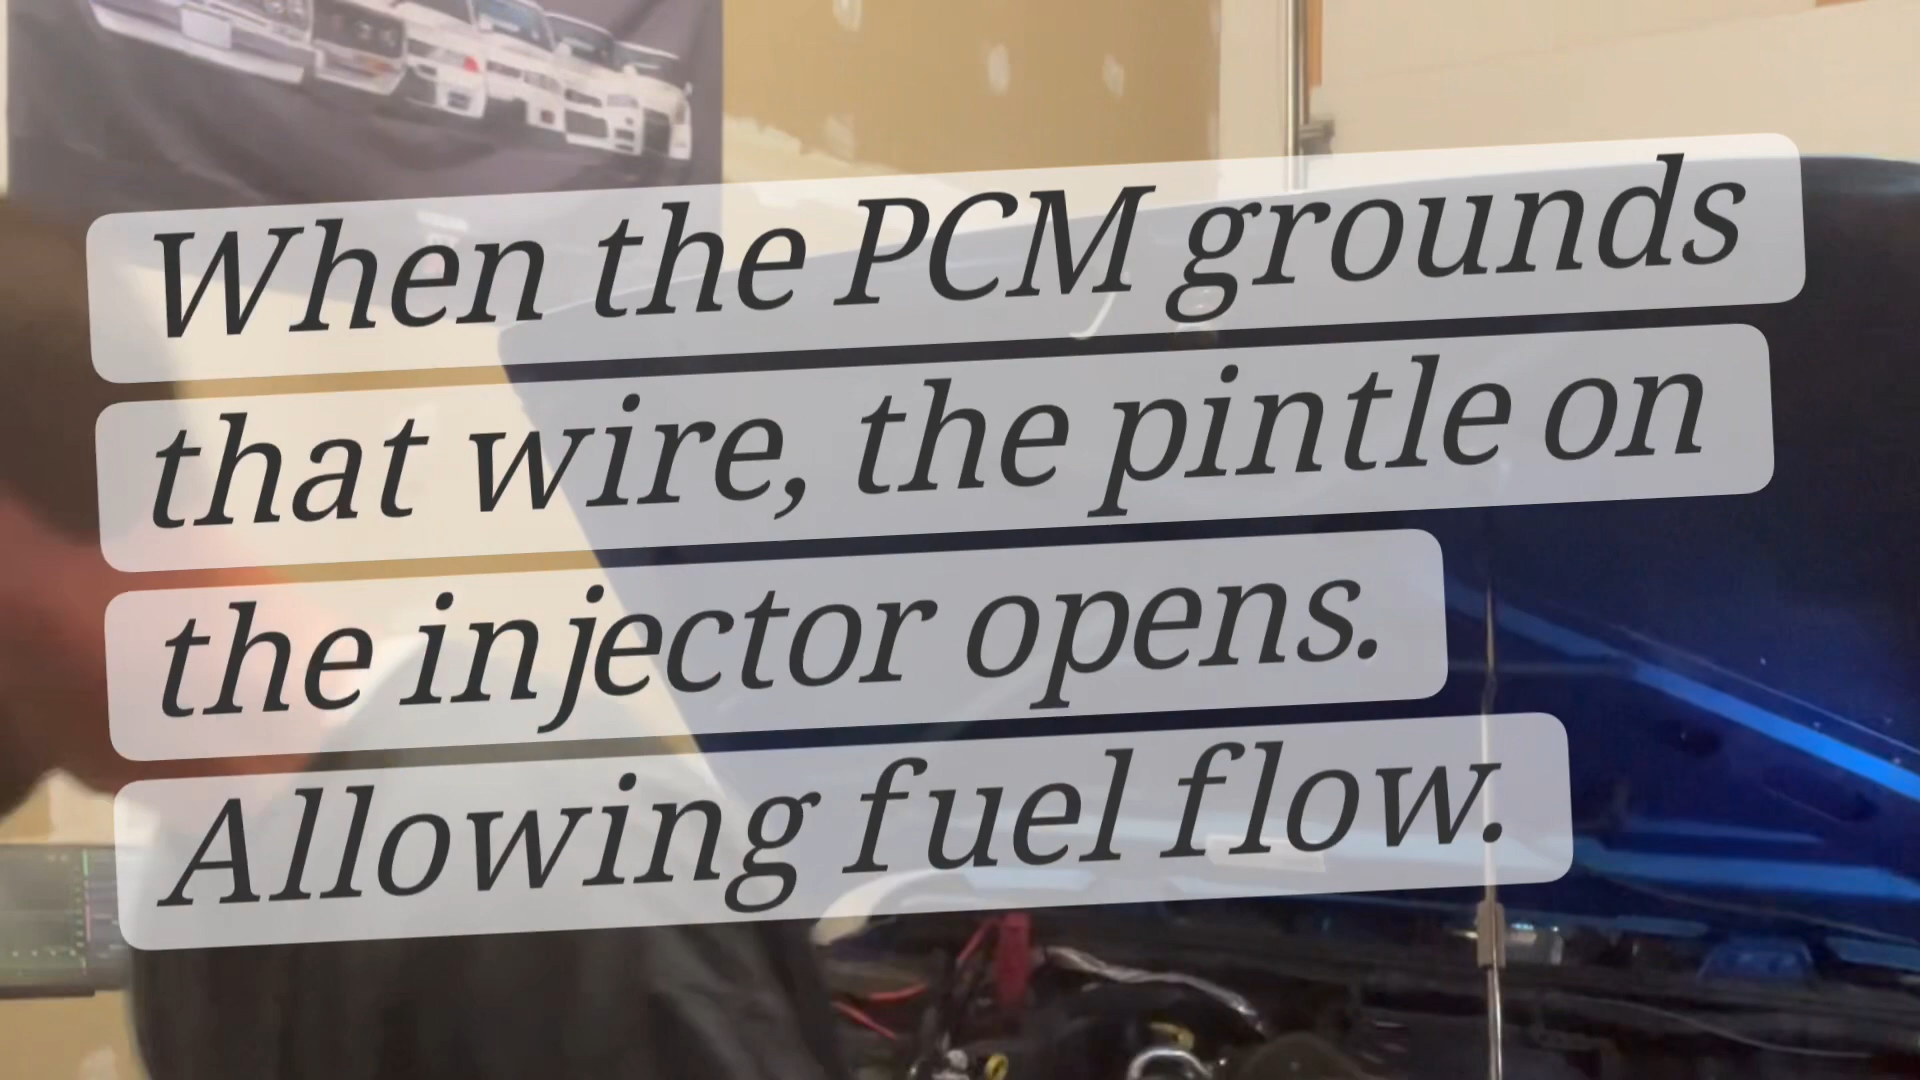 When the PCM grounds
that wire, the pintle on
the injector opens.
Allowing fuel flow.